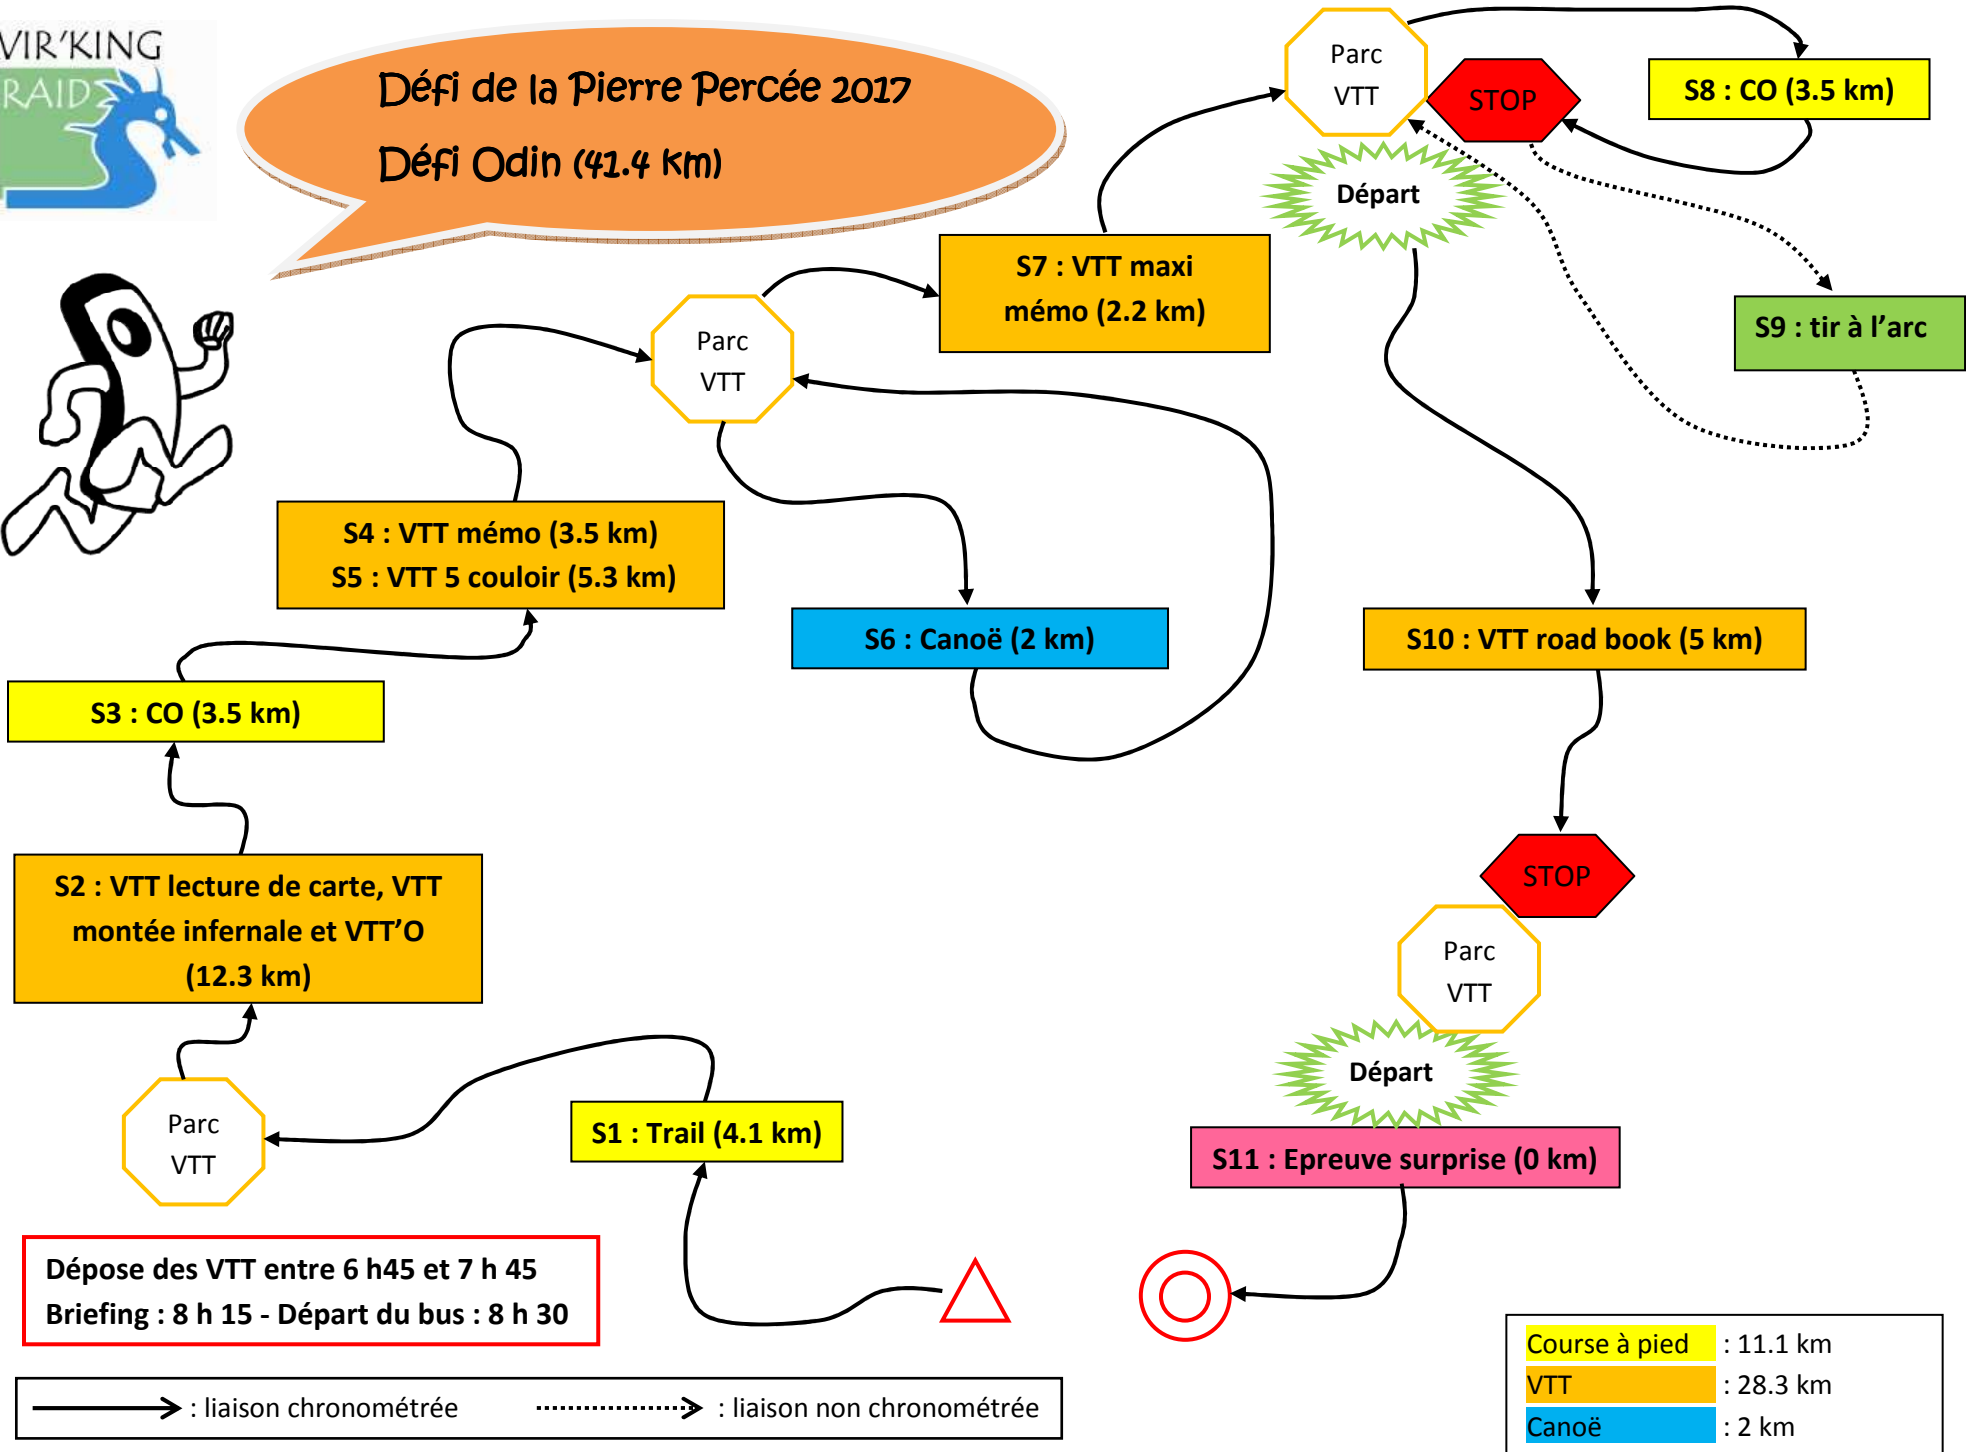 VIR'KING
RAID
Défi de la Pierre Percée 2017
Défi Odin (41.4 km)
Parc
VTT
STOP
S8 : CO (3.5 km)
Départ
S7 : VTT maxi
mémo (2.2 km)
S9 : tir à l’arc
Parc
VTT
S4 : VTT mémo (3.5 km)
S5 : VTT 5 couloir (5.3 km)
S6 : Canoë (2 km)
S10 : VTT road book (5 km)
S3 : CO (3.5 km)
S2 : VTT lecture de carte, VTT
montée infernale et VTT’O
(12.3 km)
STOP
Parc
VTT
Départ
Parc
VTT
S1 : Trail (4.1 km)
S11 : Epreuve surprise (0 km)
Dépose des VTT entre 6 h45 et 7 h 45
Briefing : 8 h 15 - Départ du bus : 8 h 30
: liaison chronométrée
: liaison non chronométrée
Course à pied : 11.1 km
VTT : 28.3 km
Canoë : 2 km